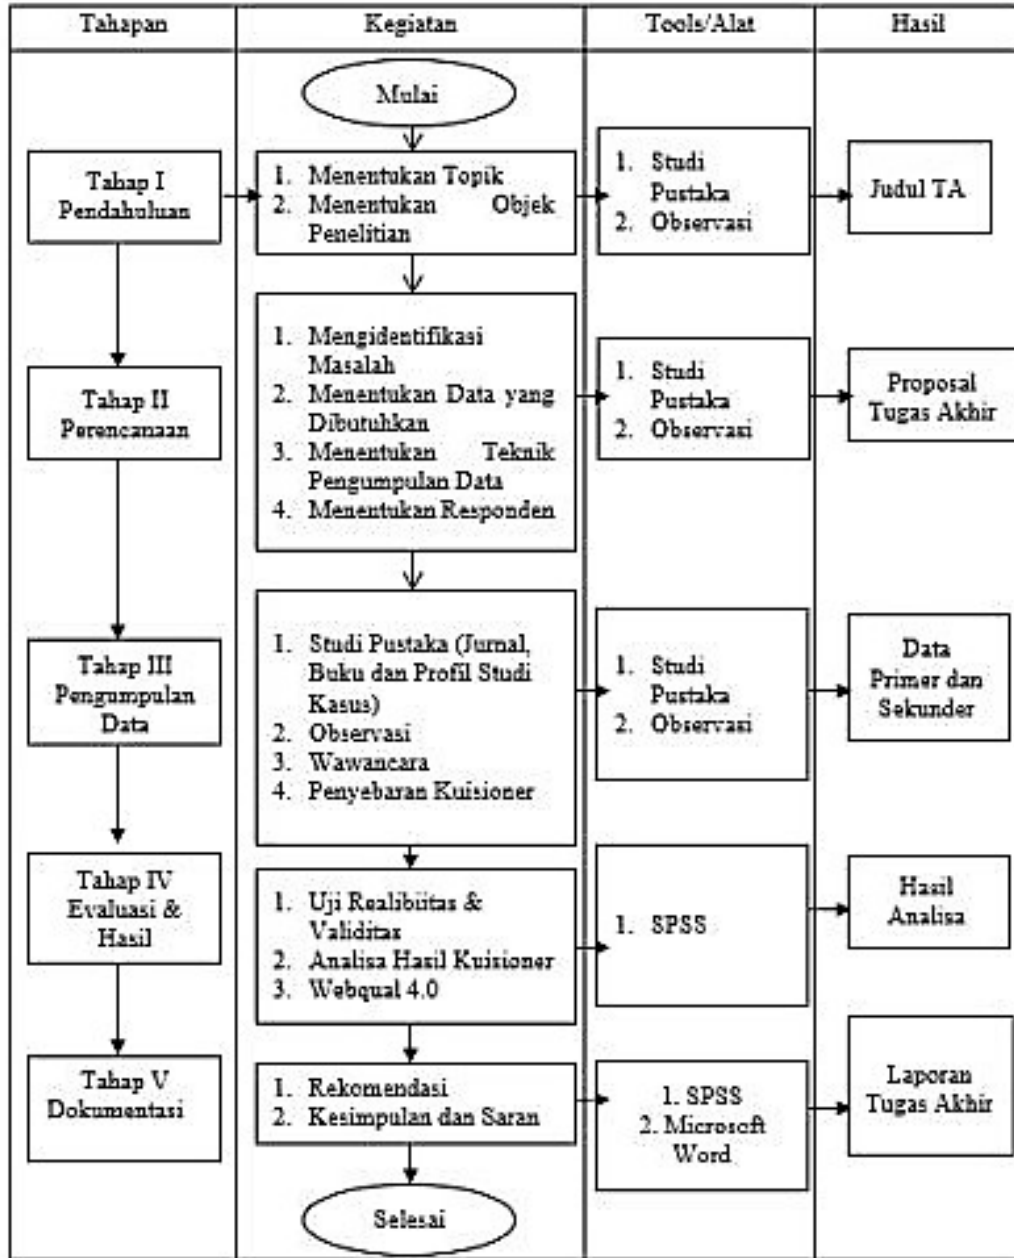 Tahapan
Kegiatan
Tools/Alat
Hasil
Mulai
Tahap I
Pendahuluan
1. Menentukan Topik
2. Menentukan Objek
Penelitian
1. Studi
Pustaka
2. Observasi
Judul TA
Tahap II
Perencanaan
1. Mengidentifikasi
Masalah
2. Menentukan Data yang
Dibutuhkan
3. Menentukan Teknik
Pengumpulan Data
4. Menentukan Responden
1. Studi
Pustaka
2. Observasi
Proposal
Tugas Akhir
Tahap III
Pengumpulan
Data
1. Studi Pustaka (Jurnal,
Buku dan Profil Studi
Kasus)
2. Observasi
3. Wawancara
4. Penyebaran Kuisioner
1. Studi
Pustaka
2. Observasi
Data
Primer dan
Sekunder
Tahap IV
Evaluasi &
Hasil
1. Uji Realibiitas &
Validitas
2. Analisa Hasil Kuisioner
3. Webqual 4.0
1. SPSS
Hasil
Analisa
Tahap V
Dokumentasi
1. Rekomendasi
2. Kesimpulan dan Saran
1. SPSS
2. Microsoft
Word
Laporan
Tugas Akhir
Selesai